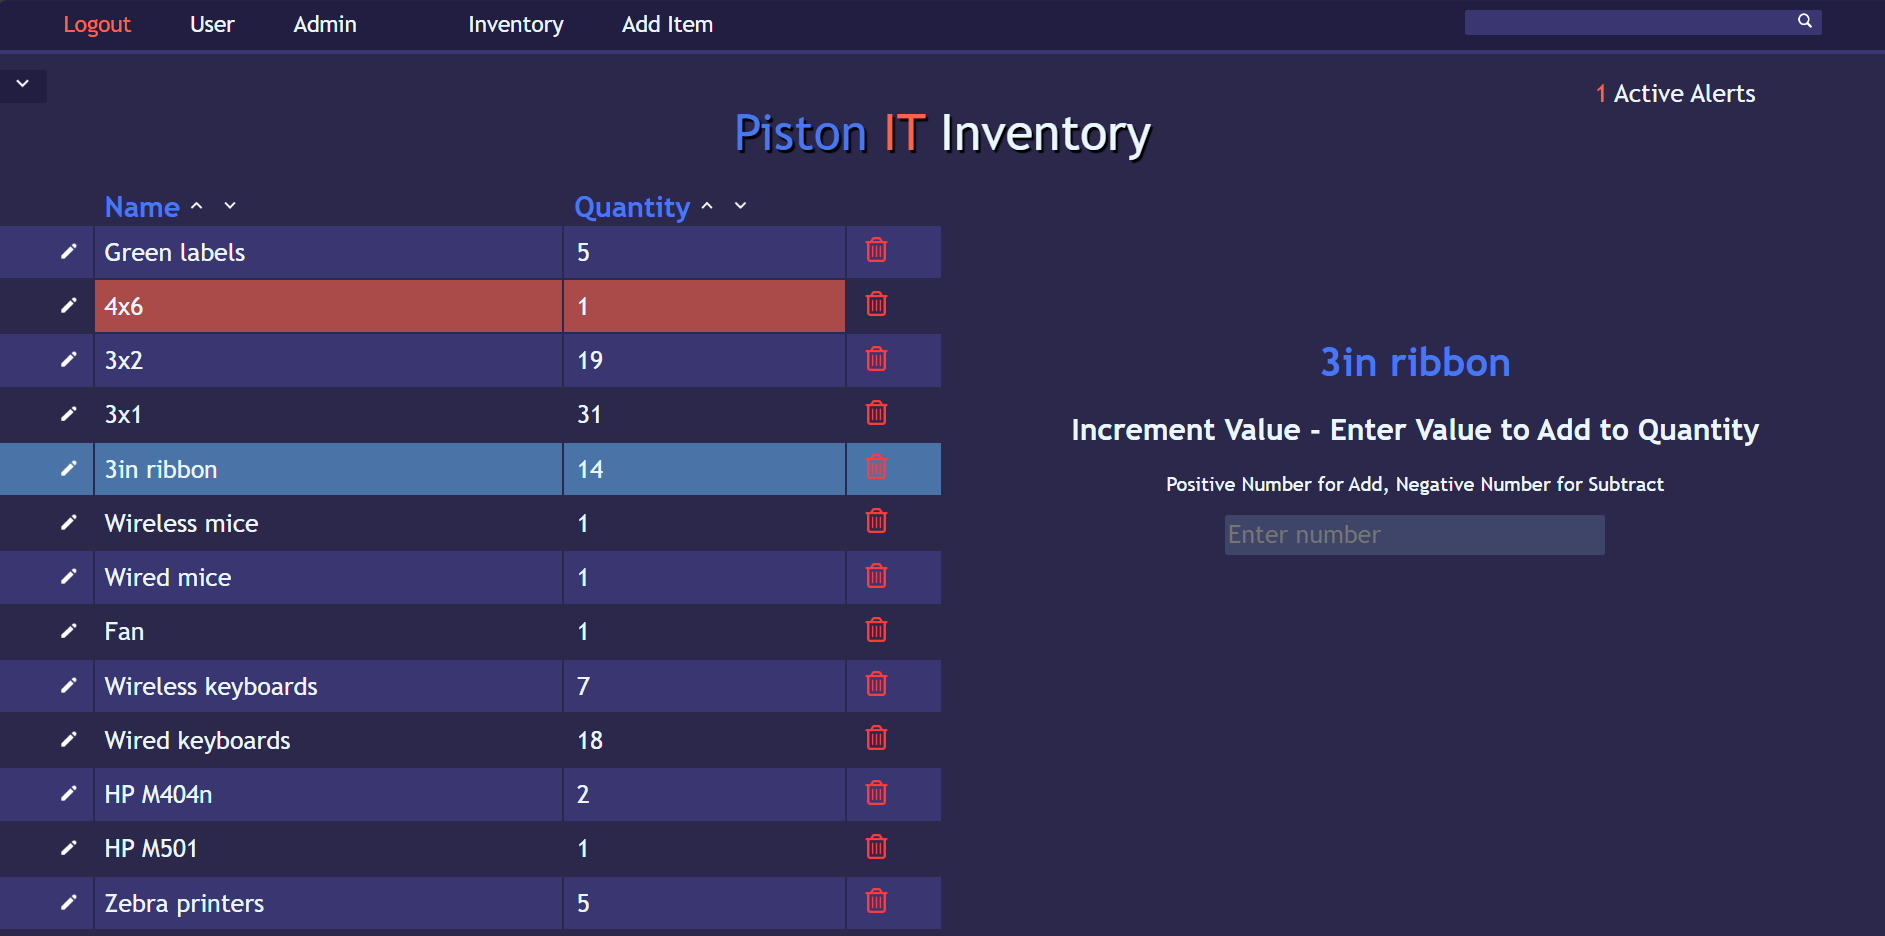 Logout User Admin Inventory Add Item
1 Active Alerts
Piston IT Inventory
Name Quantity
Green labels 5
4x6 1
3x2 19
3x1 31
3in ribbon 14
Wireless mice 1
Wired mice 1
Fan 1
Wireless keyboards 7
Wired keyboards 18
HP M404n 2
HP M501 1
Zebra printers 5
3in ribbon
Increment Value - Enter Value to Add to Quantity
Positive Number for Add, Negative Number for Subtract
Enter number